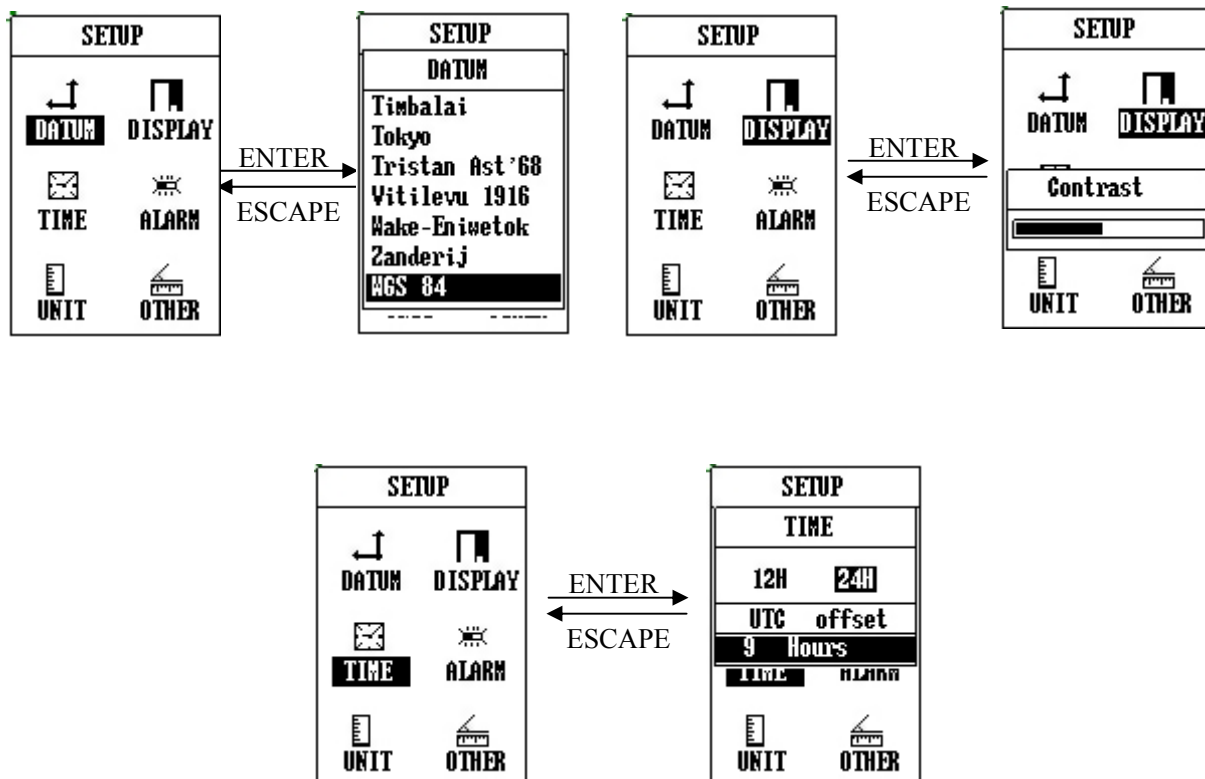 SETUP
DATUM DISPLAY
TIME ALARM
UNIT OTHER
ENTER
ESCAPE
SETUP
DATUM
Timbalai
Tokyo
Tristan Ast'68
Vitilevu 1916
Wake-Eniwetok
Zanderij
WGS 84
SETUP
DATUM DISPLAY
TIME ALARM
UNIT OTHER
ENTER
ESCAPE
SETUP
DATUM DISPLAY
Contrast
UNIT OTHER
SETUP
DATUM DISPLAY
TIME ALARM
UNIT OTHER
ENTER
ESCAPE
SETUP
TIME
12H 24H
UTC offset
9 Hours
TIME ALARM
UNIT OTHER